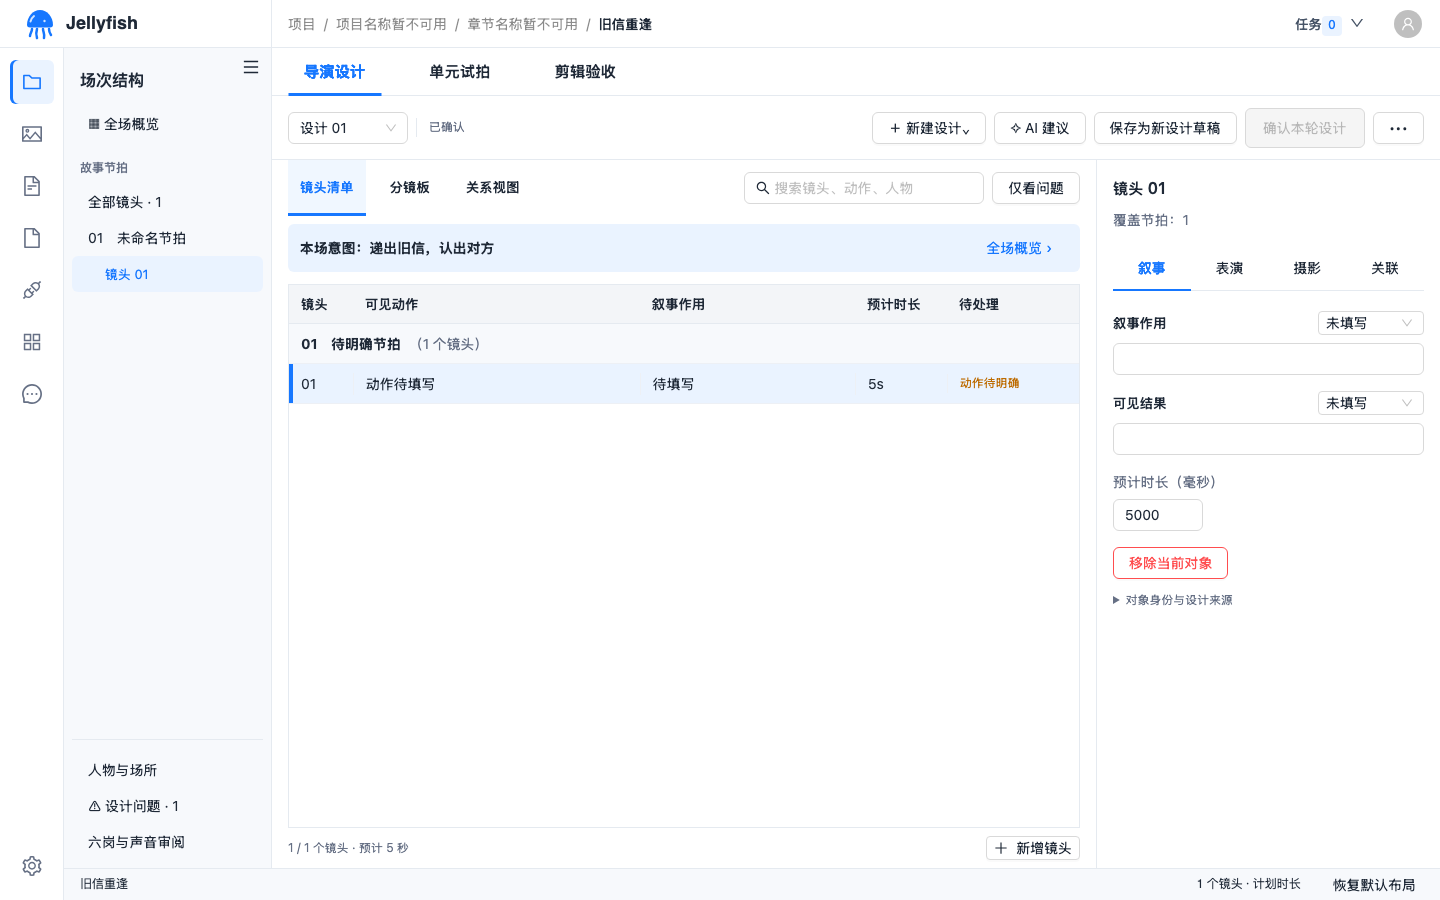 Jellyfish
项目 / 项目名称暂不可用 / 章节名称暂不可用 / 旧信重逢
任务 0
场次结构
全场概览
故事节拍
全部镜头 · 1
01 未命名节拍
镜头 01
人物与场所
设计问题 · 1
六岗与声音审阅
导演设计 单元试拍 剪辑验收
设计 01 已确认
+ 新建设计 AI 建议 保存为新设计草稿 确认本轮设计 ···
镜头清单 分镜板 关系视图
搜索镜头、动作、人物 仅看问题
本场意图：递出旧信，认出对方 全场概览 ›
镜头 可见动作 叙事作用 预计时长 待处理
01 待明确节拍 （1 个镜头）
01 动作待填写 待填写 5s 动作待明确
1 / 1 个镜头 · 预计 5 秒
+ 新增镜头
镜头 01
覆盖节拍：1
叙事 表演 摄影 关联
叙事作用 未填写
可见结果 未填写
预计时长（毫秒）
5000
移除当前对象
对象身份与设计来源
旧信重逢
1 个镜头 · 计划时长
恢复默认布局